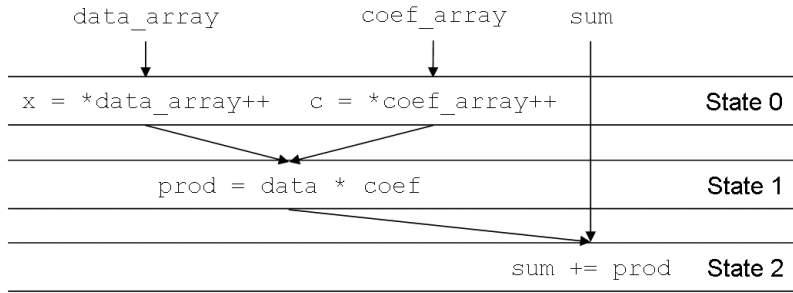 data_array coef_array sum
x = *data_array++ c = *coef_array++ State 0
prod = data * coef State 1
sum += prod State 2